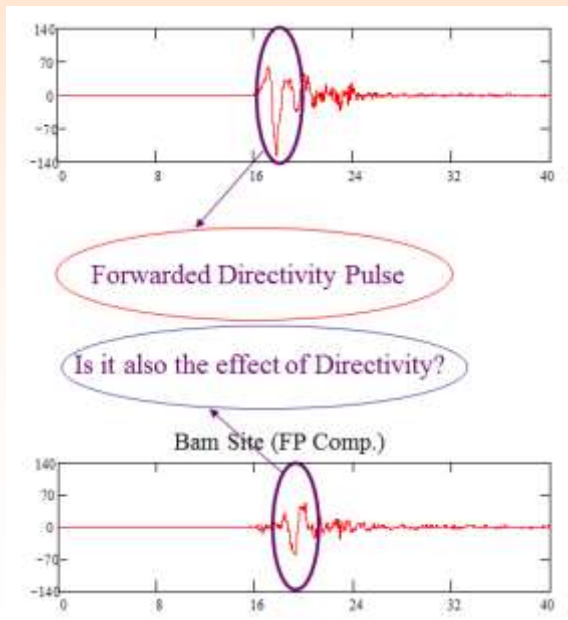 140
70
0
-70
-140
0 8 16 24 32 40
Forwarded Directivity Pulse
Is it also the effect of Directivity?
Bam Site (FP Comp.)
140
70
0
-70
-140
0 8 16 24 32 40